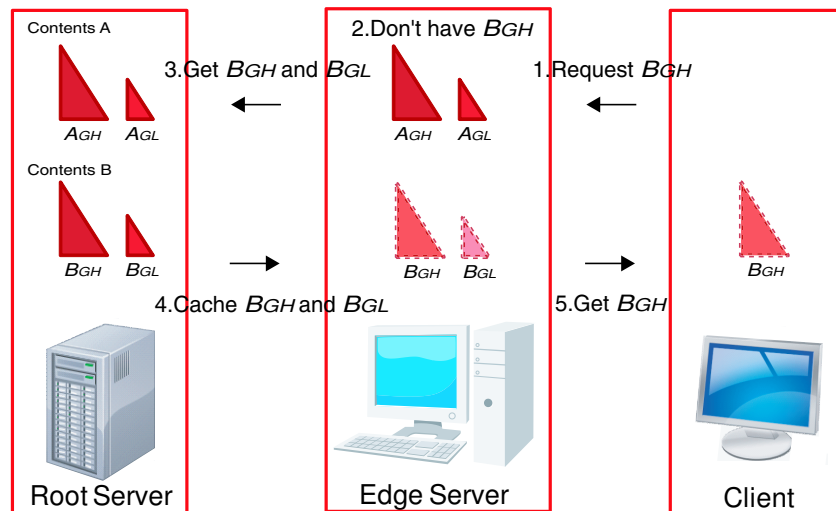 Contents A
2.Don't have BGH
3.Get BGH and BGL
1.Request BGH
AGH AGL
AGH AGL
Contents B
BGH BGL
BGH BGL
BGH
4.Cache BGH and BGL
5.Get BGH
Root Server
Edge Server
Client